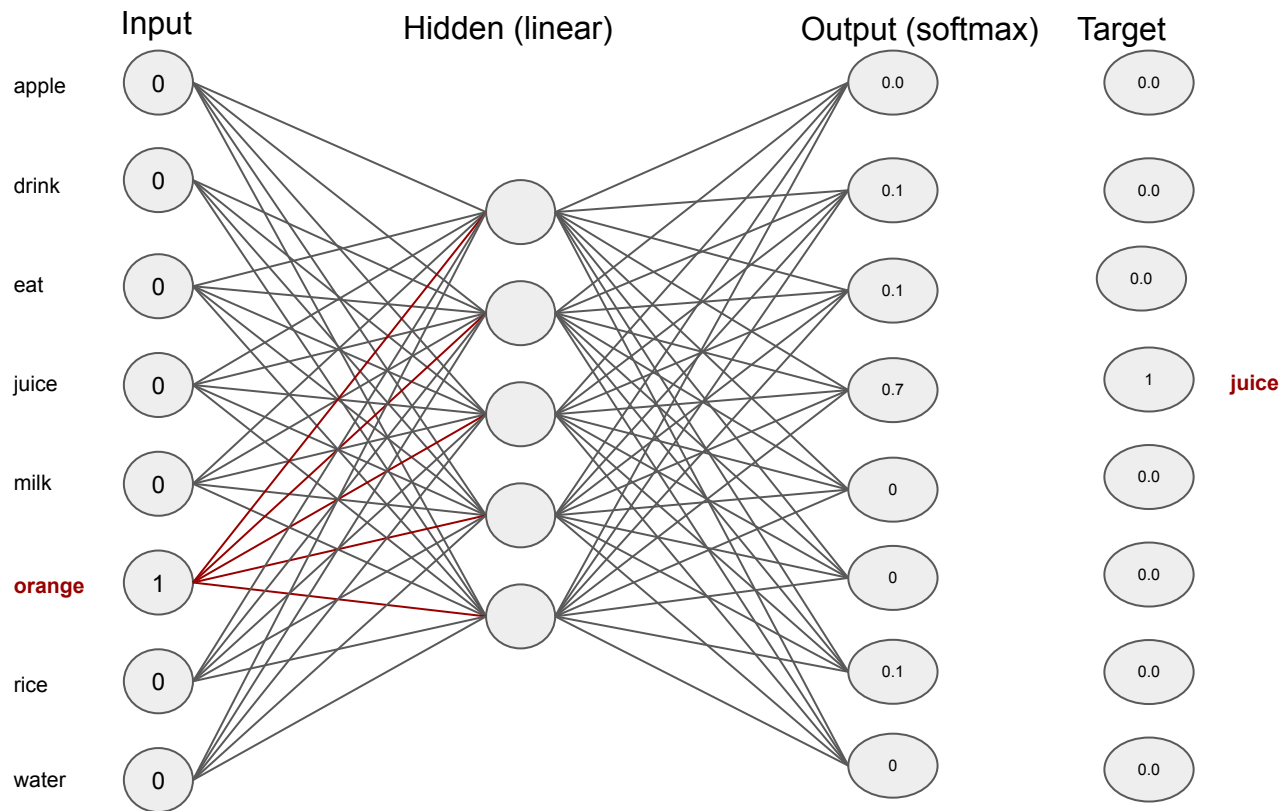 Input Hidden (linear) Output (softmax) Target
apple 0 0.0 0.0
drink 0 0.1 0.0
eat 0 0.1 0.0
juice 0 0.7 1 juice
milk 0 0 0.0
orange 1 0 0.0
rice 0 0.1 0.0
water 0 0 0.0